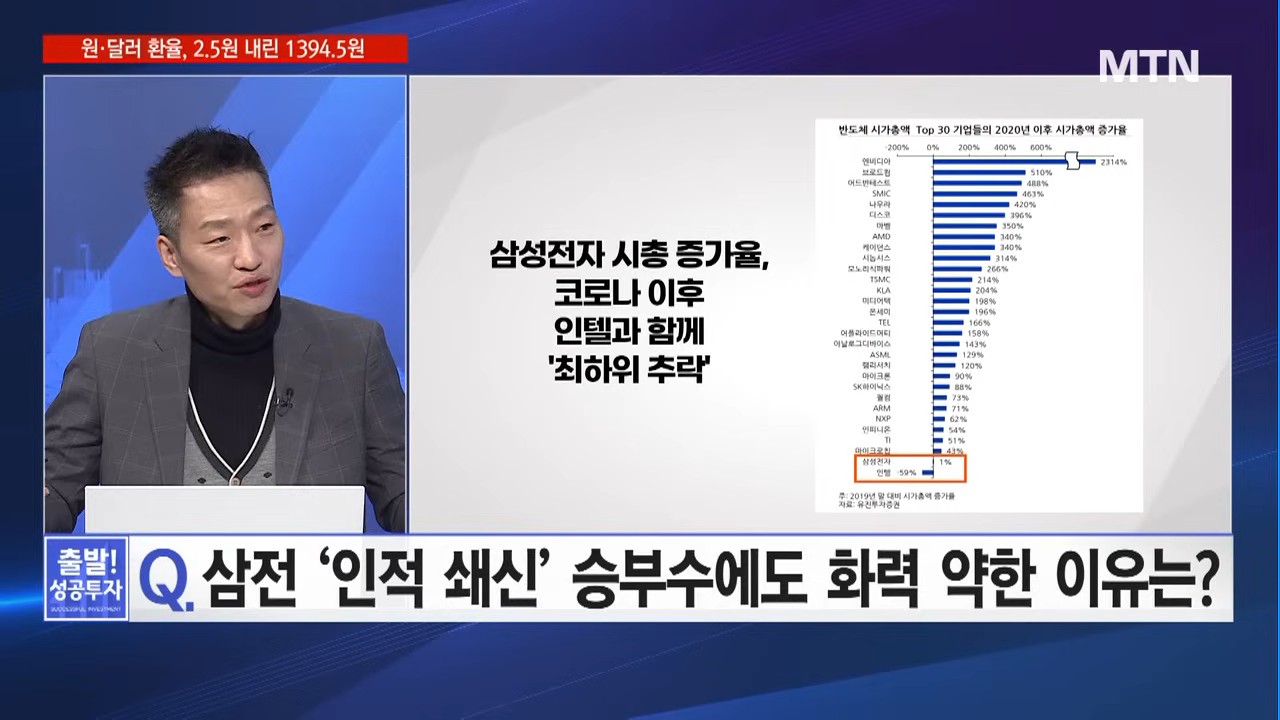 원·달러 환율, 2.5원 내린 1394.5원
MTN
삼성전자 시총 증가율,
코로나 이후
인텔과 함께
'최하위 추락'
반도체 시가총액 Top 30 기업들의 2020년 이후 시가총액 증가율
-200% 0% 200% 400% 600%
엔비디아 2314%
브로드컴 510%
어드반테스트 488%
SMIC 463%
나우라 420%
디스코 396%
마벨 350%
AMD 340%
케이던스 340%
시놉시스 314%
모노리식파워 266%
TSMC 214%
KLA 204%
미디어텍 198%
온세미 196%
TEL 166%
어플라이드머티 158%
아날로그디바이스 143%
ASML 129%
램리서치 120%
마이크론 90%
SK하이닉스 88%
퀄컴 73%
ARM 71%
NXP 62%
인피니온 54%
TI 51%
마이크로칩 43%
삼성전자 1%
인텔 -59%
주: 2019년 말 대비 시가총액 증가율
자료: 유진투자증권
출발!
성공투자
SUCCESSFUL INVESTMENT
Q. 삼전 ‘인적 쇄신’ 승부수에도 화력 약한 이유는?